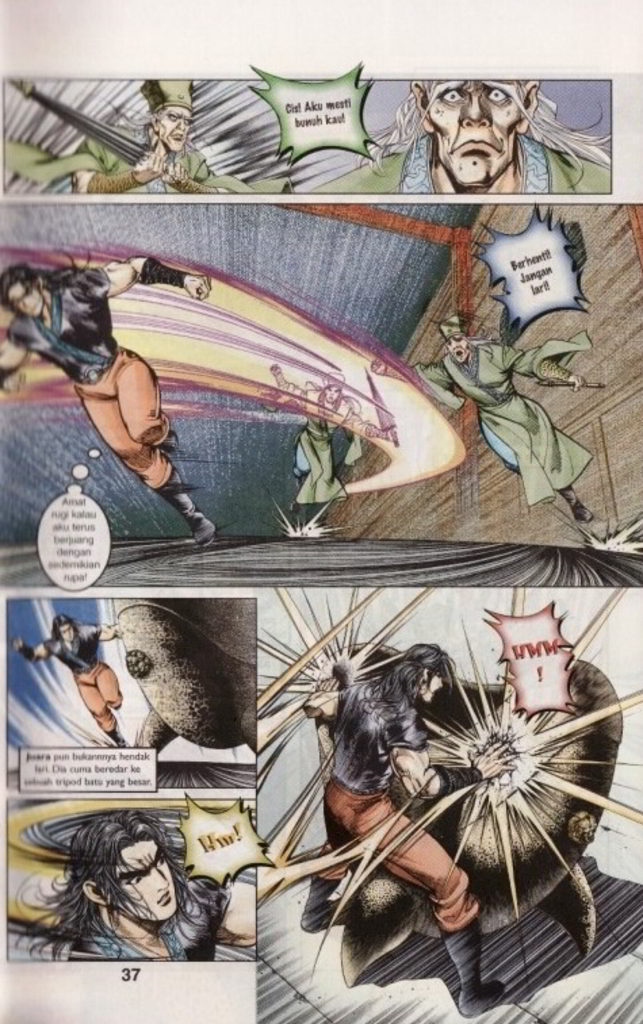 Cis! Aku mesti
bunuh kau!
Berhenti!
Jangan
lari!
Amat
rugi kalau
aku terus
berjuang
dengan
sedemikian
rupa!
Juara pun bukannya hendak
lari. Dia cuma beredar ke
sebuah tripod batu yang besar.
HMM
!
Hm!
37